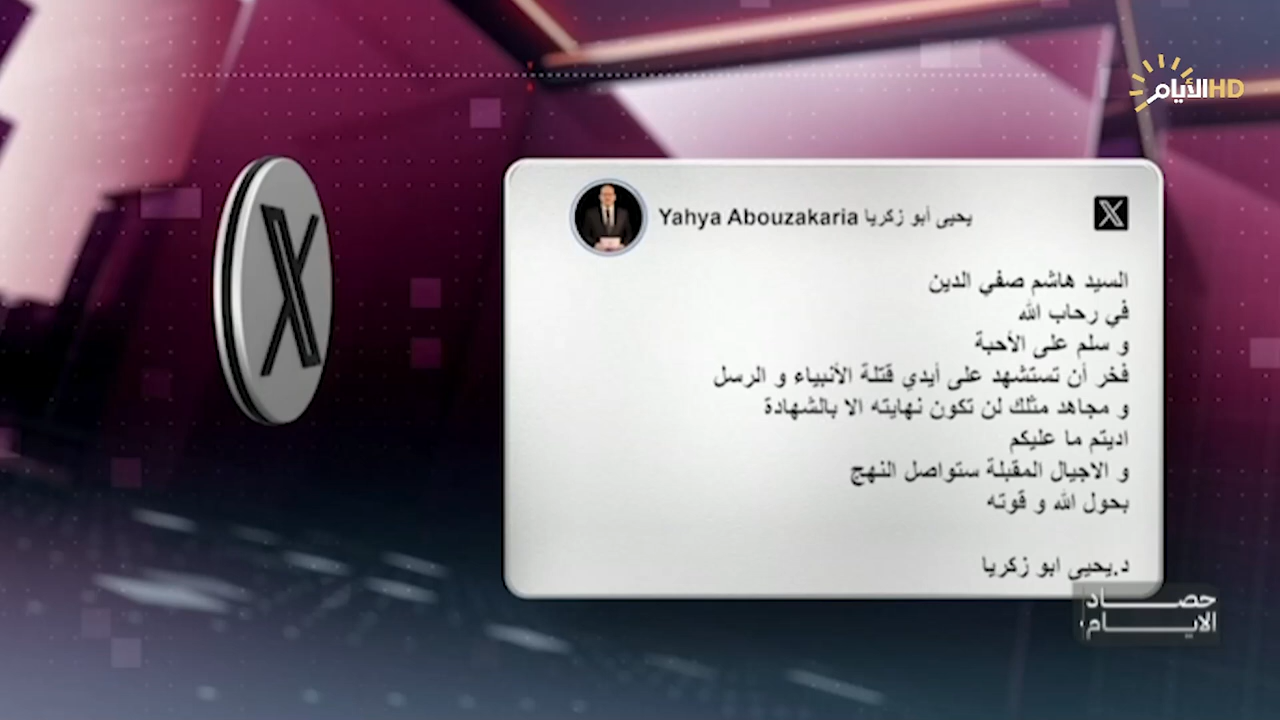 الأيام HD
يحيى أبو زكريا Yahya Abouzakaria
السيد هاشم صفي الدين
في رحاب الله
و سلم على الأحبة
فخر أن تستشهد على أيدي قتلة الأنبياء و الرسل
و مجاهد مثلك لن تكون نهايته الا بالشهادة
اديتم ما عليكم
و الاجيال المقبلة ستواصل النهج
بحول الله و قوته
د.يحيى ابو زكريا
حصــــــاد
الايـــــــام